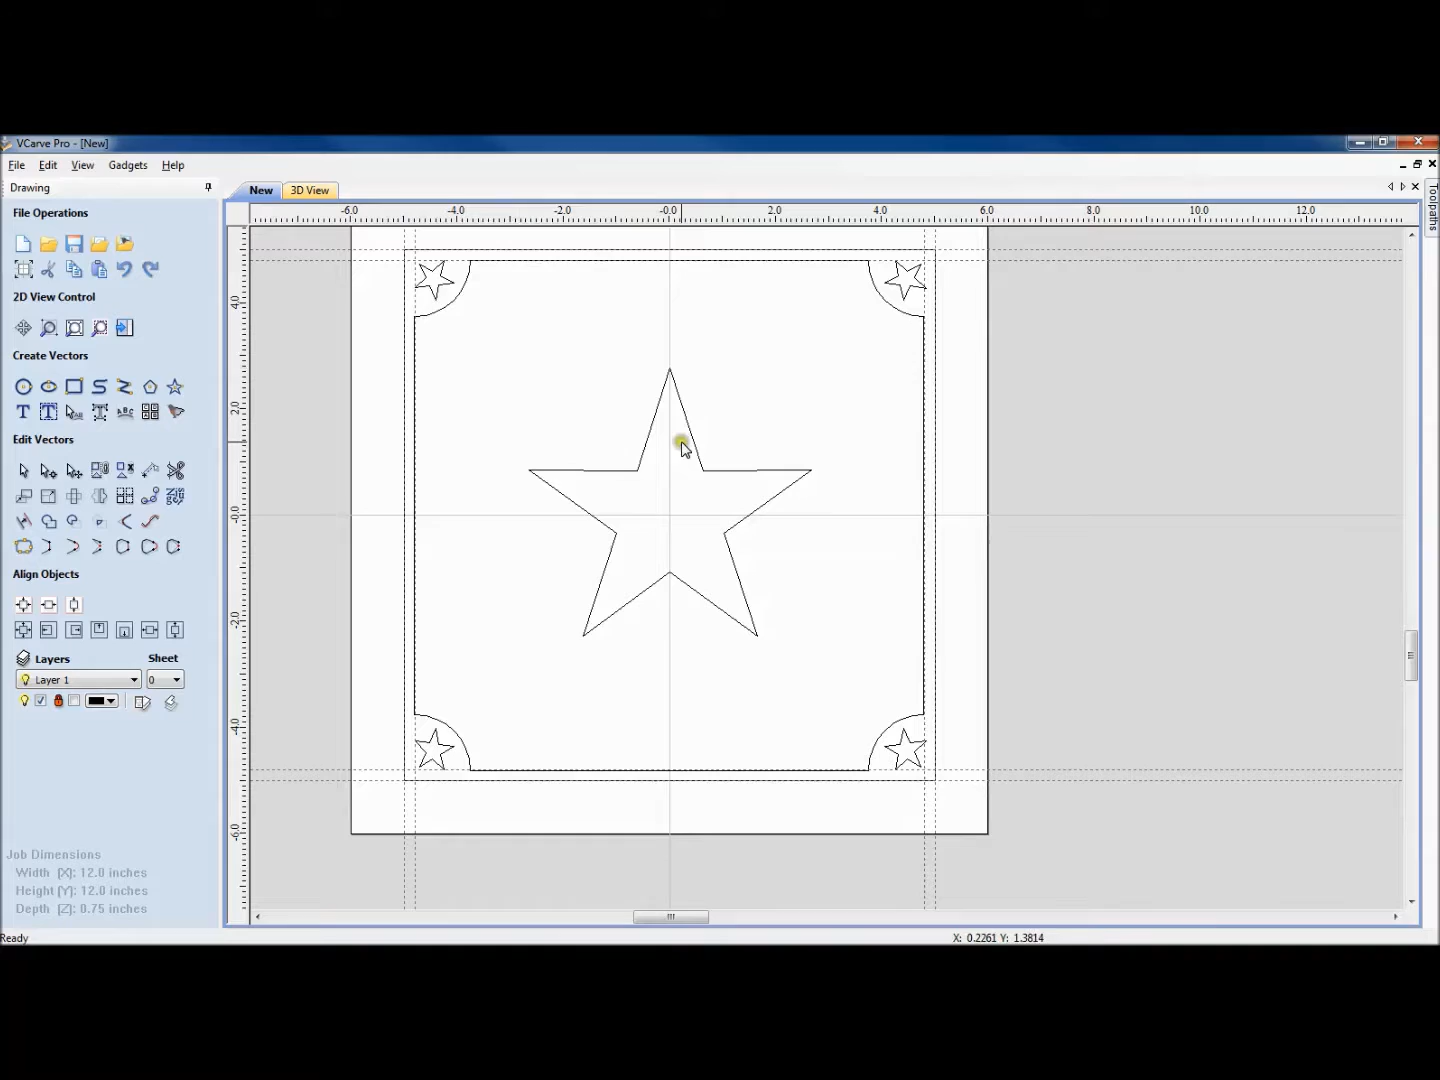 VCarve Pro - [New]
File Edit View Gadgets Help
Drawing
New 3D View
Toolpaths
File Operations
-6.0 -4.0 -2.0 -0.0 2.0 4.0 6.0 8.0 10.0 12.0
2D View Control
4.0
Create Vectors
2.0
Edit Vectors
-0.0
Align Objects
-2.0
Layers Sheet
Layer 1 0
-4.0
-6.0
Job Dimensions
Width [X]: 12.0 inches
Height [Y]: 12.0 inches
Depth [Z]: 0.75 inches
Ready X: 0.2261 Y: 1.3814